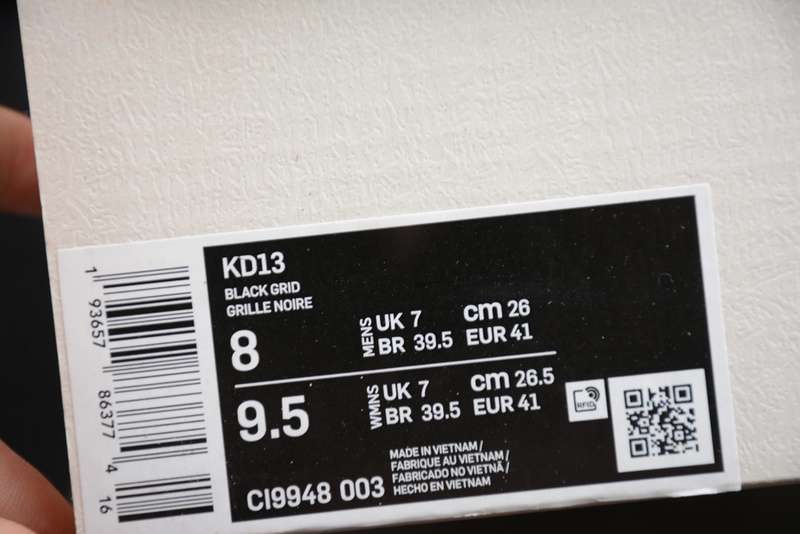 KD13
BLACK GRID
GRILLE NOIRE
8
MENS
UK 7 cm 26
BR 39.5 EUR 41
9.5
WMNS
UK 7 cm 26.5
BR 39.5 EUR 41
RFID
MADE IN VIETNAM /
FABRIQUE AU VIETNAM /
FABRICADO NO VIETNÃ /
HECHO EN VIETNAM
CI9948 003
1 93657 86377 4 16